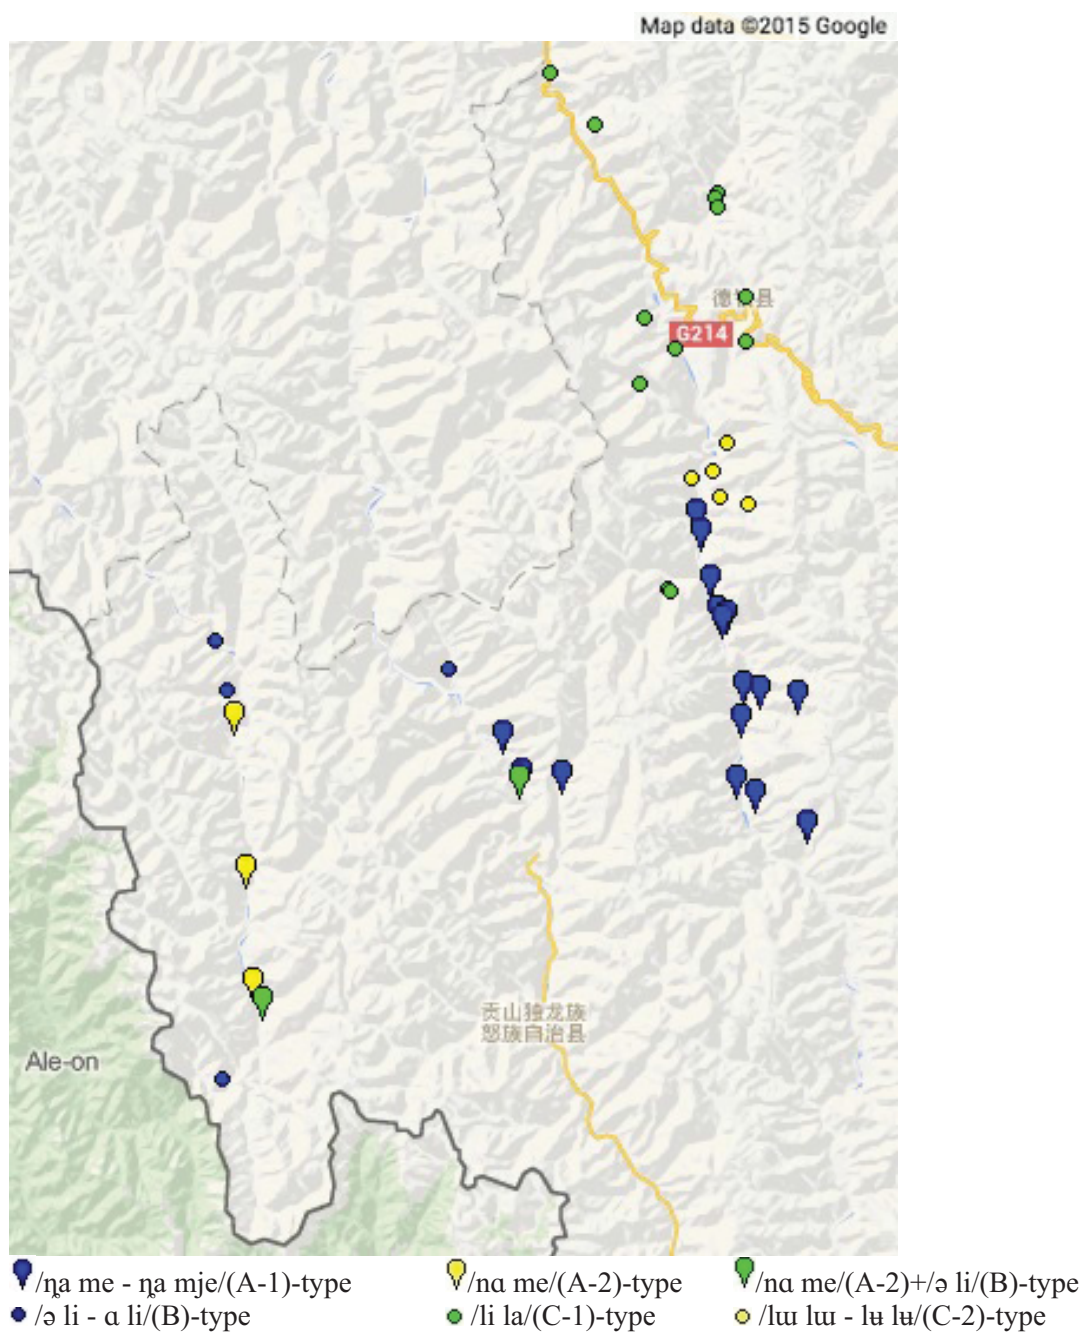 Map data ©2015 Google
德钦县
G214
贡山独龙族
怒族自治县
Ale-on
/ȵa me - ȵa mje/(A-1)-type /nɑ me/(A-2)-type /nɑ me/(A-2)+/ə li/(B)-type
/ə li - ɑ li/(B)-type /li la/(C-1)-type /lɯ lɯ - lʉ lʉ/(C-2)-type